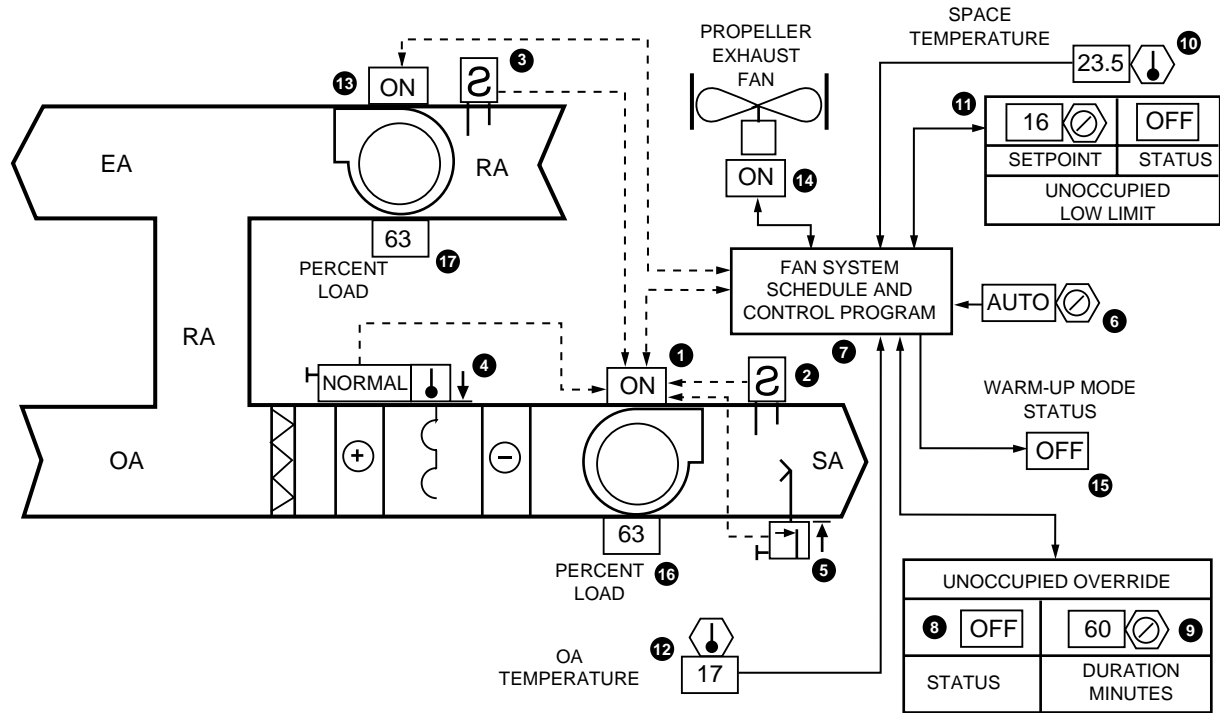 SPACE
TEMPERATURE
23.5
10
PROPELLER
EXHAUST
FAN
ON
14
3
13
ON
S
EA
RA
63
17
PERCENT
LOAD
11
16
OFF
SETPOINT
STATUS
UNOCCUPIED
LOW LIMIT
FAN SYSTEM
SCHEDULE AND
CONTROL PROGRAM
7
AUTO
6
RA
NORMAL
4
1
ON
S
2
WARM-UP MODE
STATUS
OFF
15
OA
+
−
SA
63
PERCENT
LOAD
16
5
12
OA
TEMPERATURE
17
UNOCCUPIED OVERRIDE
8
OFF
60
9
STATUS
DURATION
MINUTES